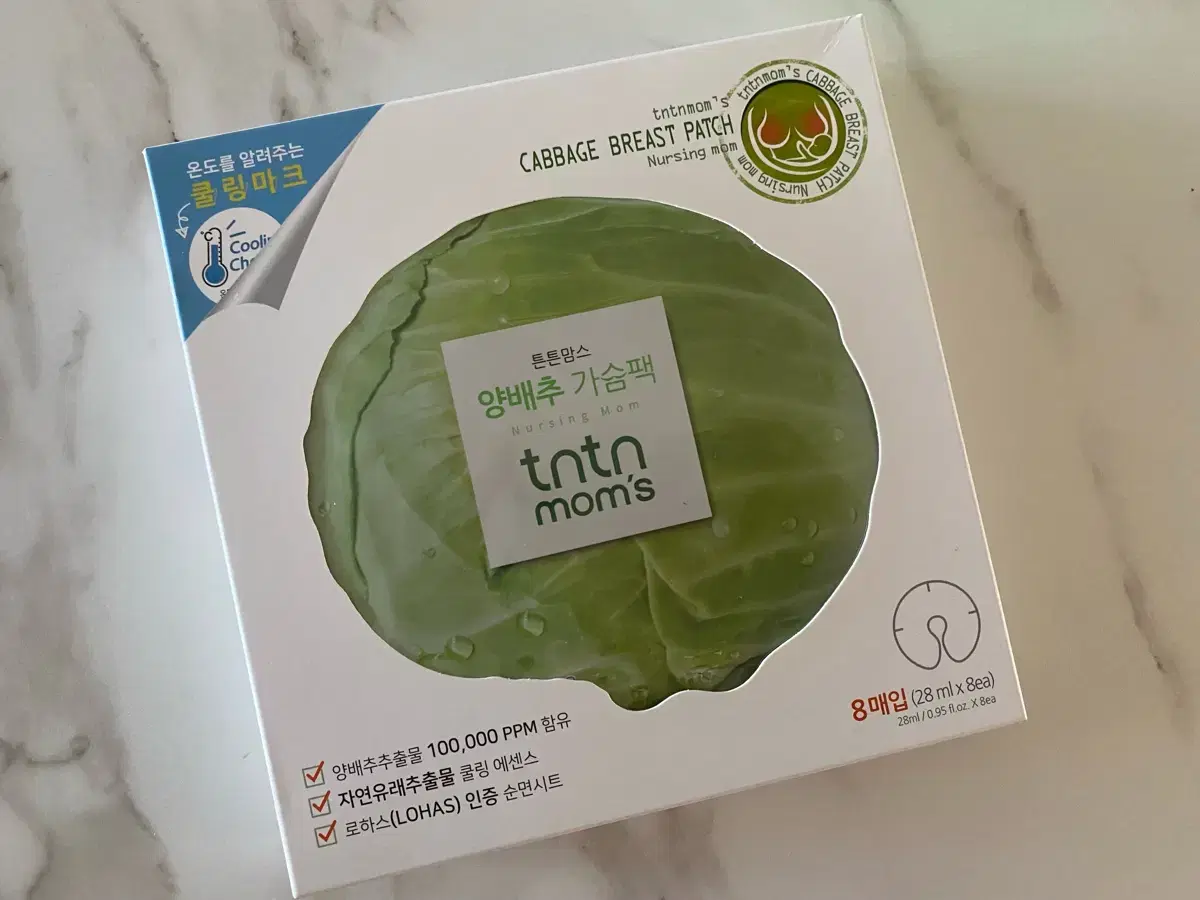 온도를 알려주는
쿨링마크
℃
Coolin
tntnmom's
CABBAGE BREAST PATCH
Nursing mom
tntnmom's CABBAGE BREAST PATCH Nursing mom
튼튼맘스
양배추 가슴팩
Nursing Mom
tntn
mom's
8매입 (28 ml x 8ea)
28ml / 0.95 fl.oz. X 8ea
양배추추출물 100,000 PPM 함유
자연유래추출물 쿨링 에센스
로하스(LOHAS) 인증 순면시트